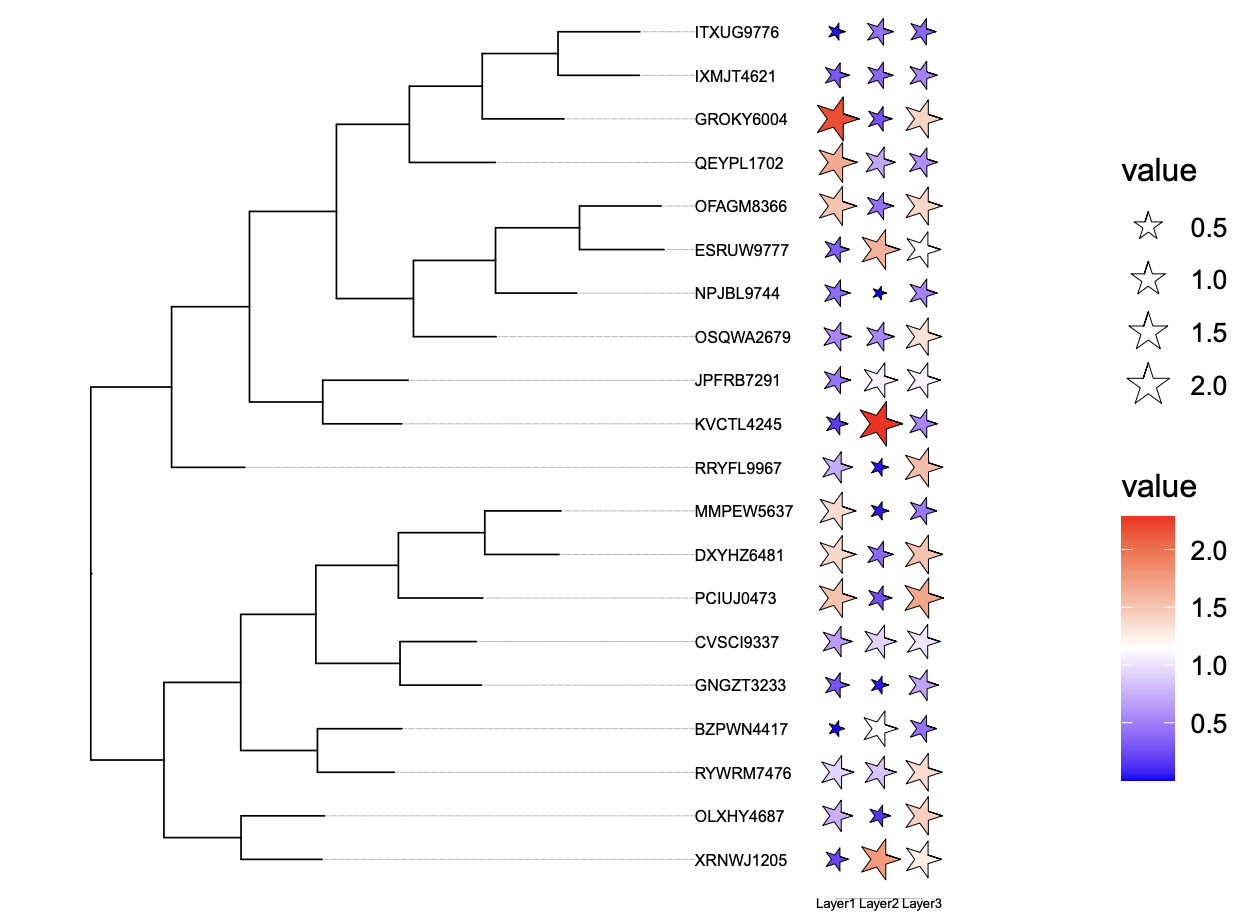 ITXUG9776
IXMJT4621
GROKY6004
QEYPL1702
OFAGM8366
ESRUW9777
NPJBL9744
OSQWA2679
JPFRB7291
KVCTL4245
RRYFL9967
MMPEW5637
DXYHZ6481
PCIUJ0473
CVSCI9337
GNGZT3233
BZPWN4417
RYWRM7476
OLXHY4687
XRNWJ1205
Layer1 Layer2 Layer3
value
0.5
1.0
1.5
2.0
value
2.0
1.5
1.0
0.5